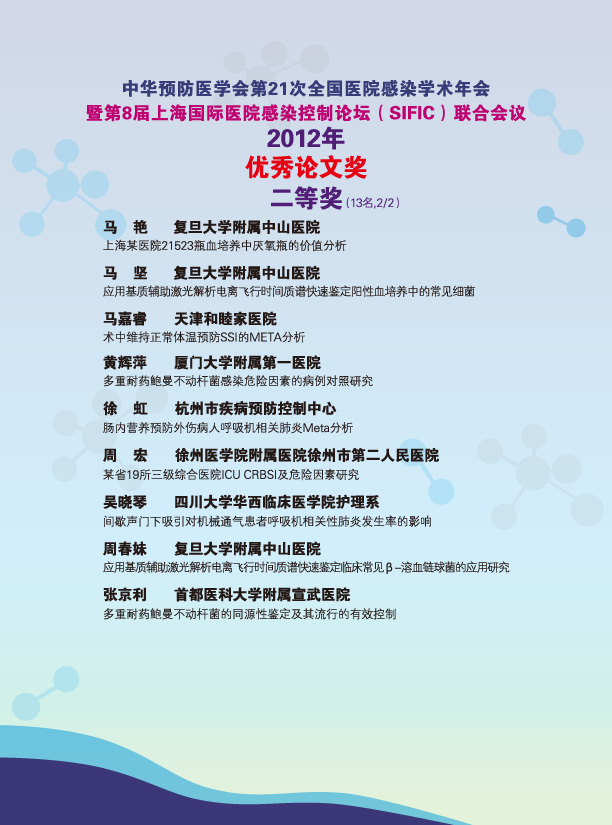 中华预防医学会第21次全国医院感染学术年会
暨第8届上海国际医院感染控制论坛（SIFIC）联合会议
2012年
优秀论文奖
二等奖(13名,2/2)
马　艳　复旦大学附属中山医院
上海某医院21523瓶血培养中厌氧瓶的价值分析
马　坚　复旦大学附属中山医院
应用基质辅助激光解析电离飞行时间质谱快速鉴定阳性血培养中的常见细菌
马嘉睿　天津和睦家医院
术中维持正常体温预防SSI的META分析
黄辉萍　厦门大学附属第一医院
多重耐药鲍曼不动杆菌感染危险因素的病例对照研究
徐　虹　杭州市疾病预防控制中心
肠内营养预防外伤病人呼吸机相关肺炎Meta分析
周　宏　徐州医学院附属医院徐州市第二人民医院
某省19所三级综合医院ICU CRBSI及危险因素研究
吴晓琴　四川大学华西临床医学院护理系
间歇声门下吸引对机械通气患者呼吸机相关性肺炎发生率的影响
周春妹　复旦大学附属中山医院
应用基质辅助激光解析电离飞行时间质谱快速鉴定临床常见β-溶血链球菌的应用研究
张京利　首都医科大学附属宣武医院
多重耐药鲍曼不动杆菌的同源性鉴定及其流行的有效控制